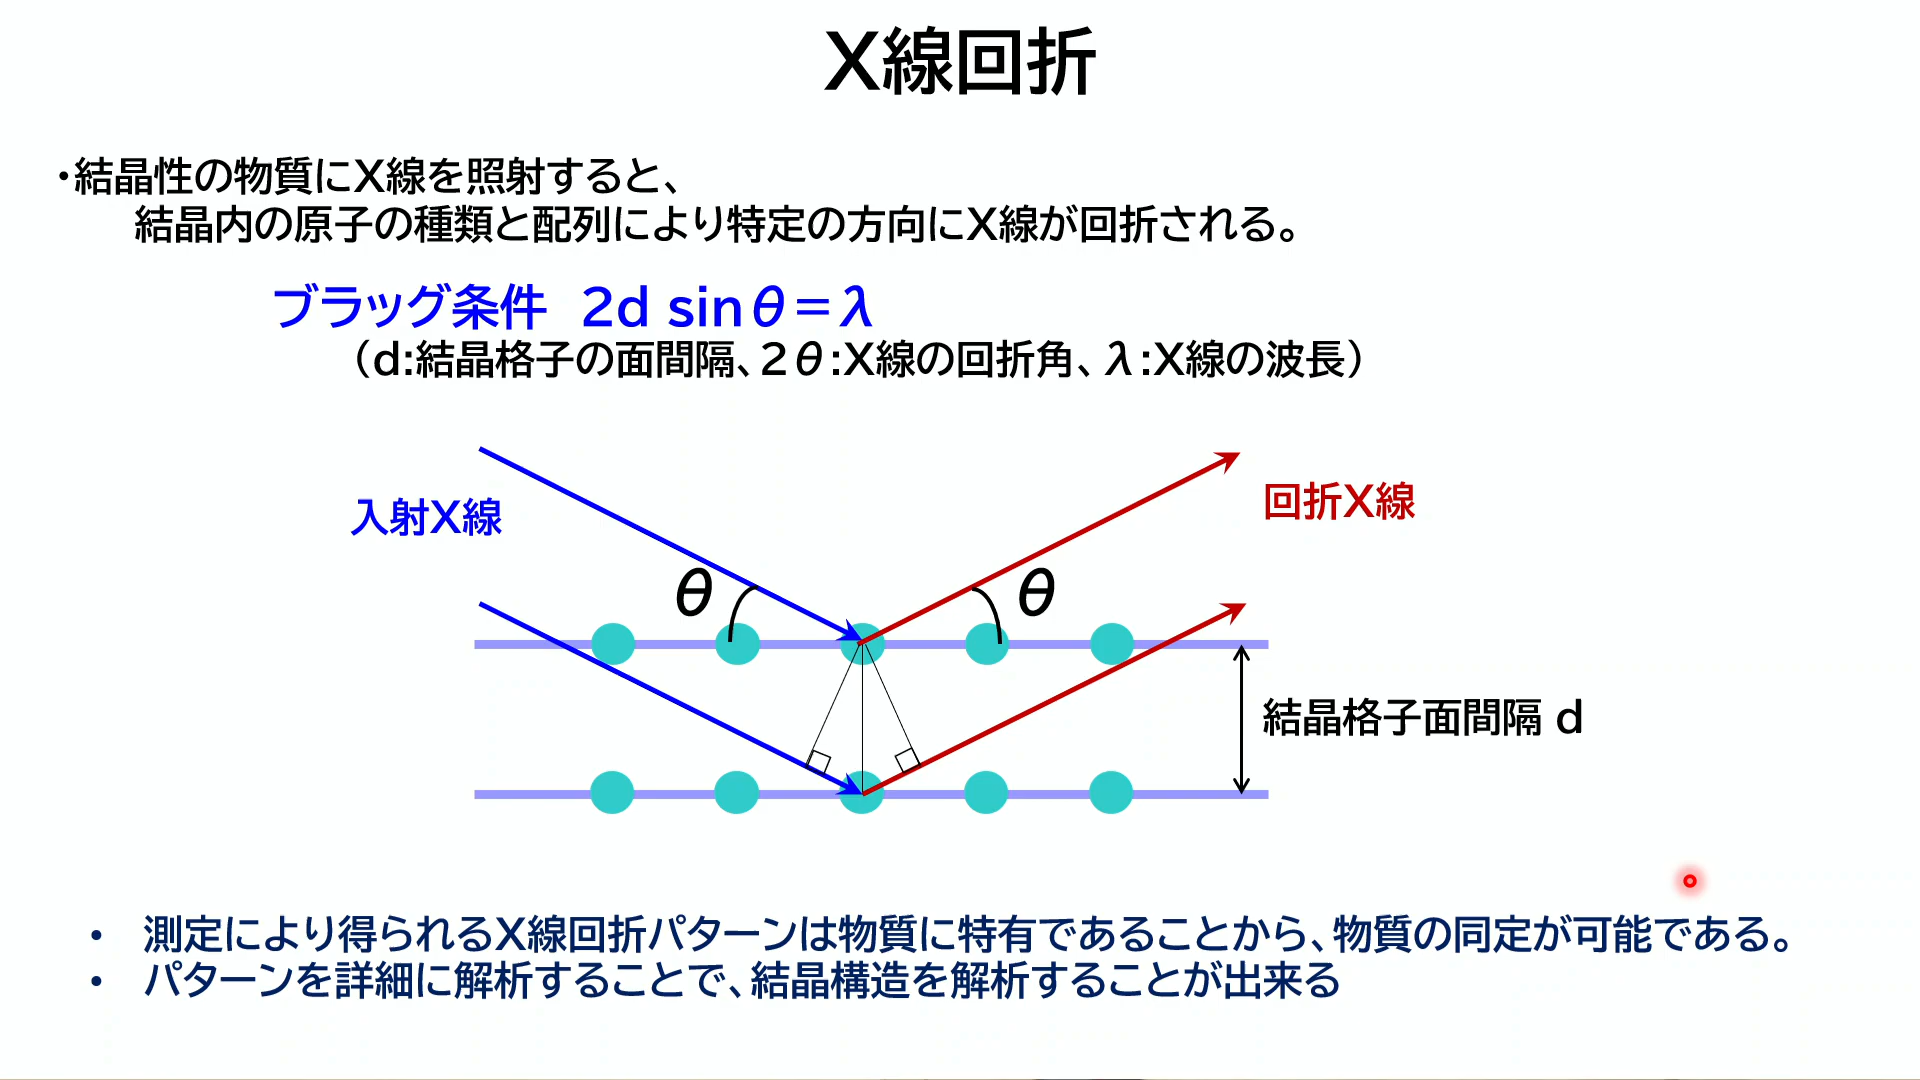 X線回折
・結晶性の物質にX線を照射すると、
結晶内の原子の種類と配列により特定の方向にX線が回折される。
ブラッグ条件 2d sinθ=λ
（d:結晶格子の面間隔、2θ:X線の回折角、λ:X線の波長）
入射X線
回折X線
θ
θ
結晶格子面間隔 d
• 測定により得られるX線回折パターンは物質に特有であることから、物質の同定が可能である。
• パターンを詳細に解析することで、結晶構造を解析することが出来る